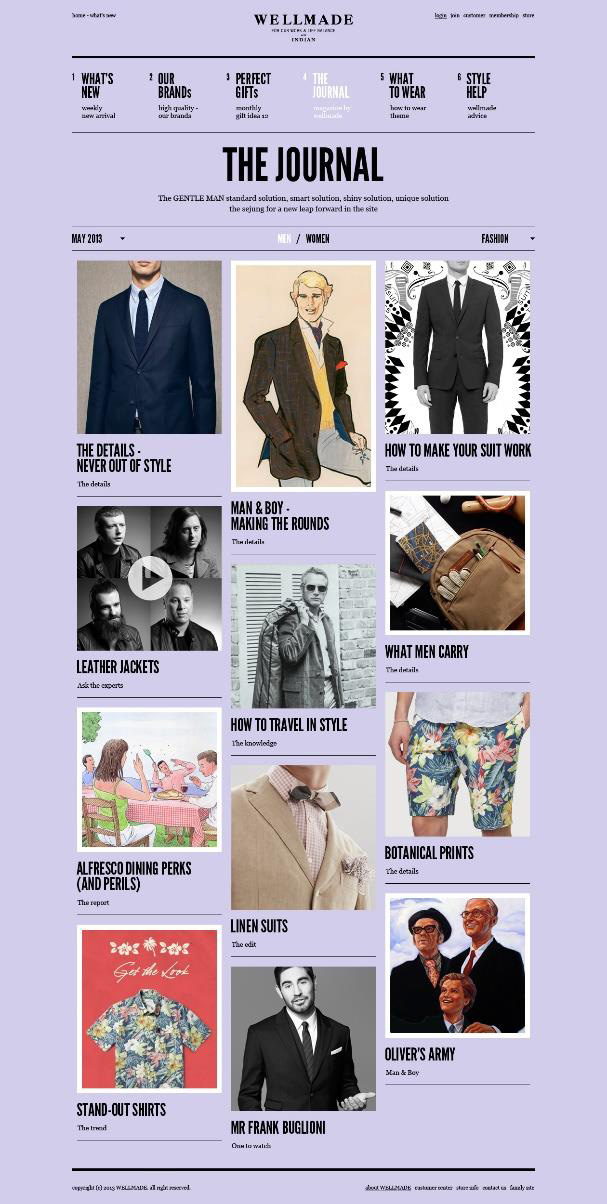 home - what's new
WELLMADE
FOR CUR WORK & LIFE BALANCE
INDIAN
login join customer membership store
1 WHAT'S
NEW
weekly
new arrival
2 OUR
BRANDs
high quality -
our brands
3 PERFECT
GIFTs
monthly
gift idea 10
4 THE
JOURNAL
magazine by
wellmade
5 WHAT
TO WEAR
how to wear
theme
6 STYLE
HELP
wellmade
advice
THE JOURNAL
The GENTLE MAN standard solution, smart solution, shiny solution, unique solution
the sejung for a new leap forward in the site
MAY 2013
MEN / WOMEN
FASHION
THE DETAILS -
NEVER OUT OF STYLE
The details
LEATHER JACKETS
Ask the experts
ALFRESCO DINING PERKS
(AND PERILS)
The report
Get the Look
STAND-OUT SHIRTS
The trend
MAN & BOY -
MAKING THE ROUNDS
The details
HOW TO TRAVEL IN STYLE
The knowledge
LINEN SUITS
The edit
MR FRANK BUGLIONI
One to watch
HOW TO MAKE YOUR SUIT WORK
The details
WHAT MEN CARRY
The details
BOTANICAL PRINTS
The details
OLIVER'S ARMY
Man & Boy
copyright (c) 2013 WELLMADE. all right reserved.
about WELLMADE customer center store info contact us family site